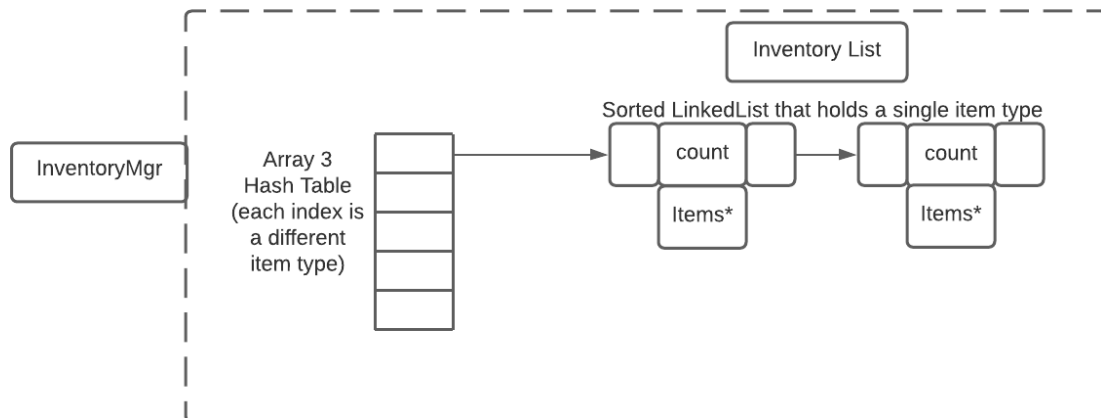 Inventory List
Sorted LinkedList that holds a single item type
InventoryMgr
Array 3
Hash Table
(each index is
a different
item type)
count
Items*
count
Items*